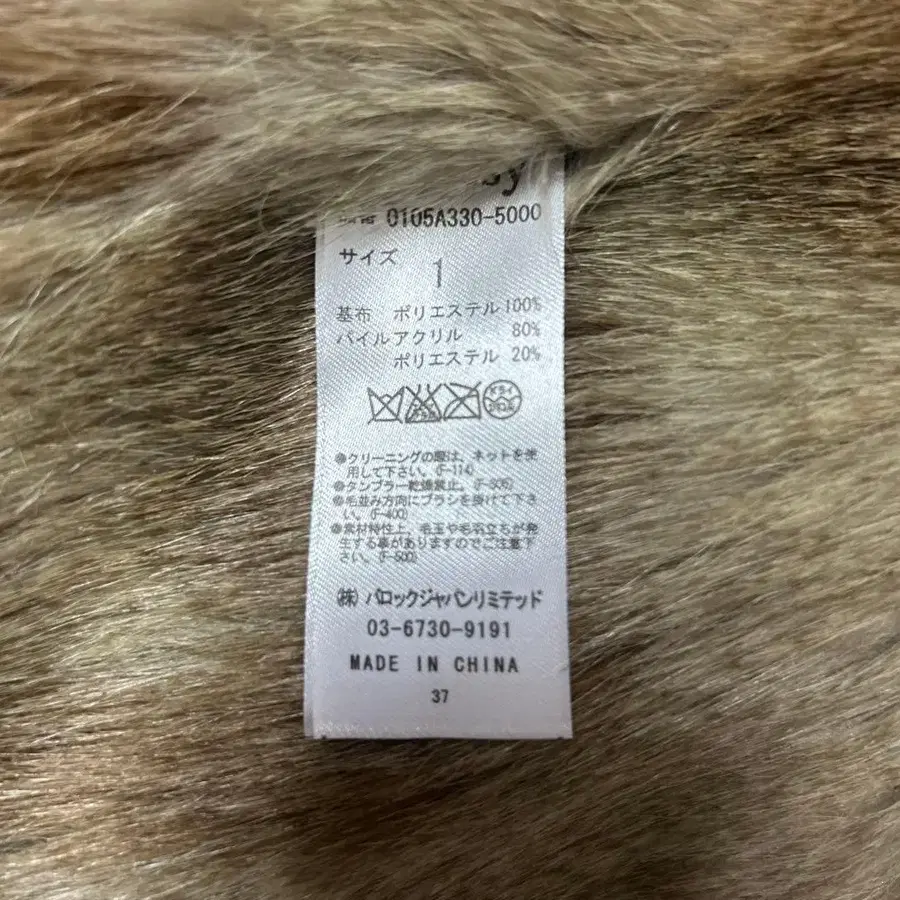 sy
0105A330-5000
サイズ
1
基布 ポリエステル 100%
パイル アクリル 80%
ポリエステル 20%
●クリーニングの際は、ネットを使
用して下さい。(F-114)
●タンブラー乾燥禁止。
●毛並み方向にブラシを掛けて下さ
い。(F-400)
●素材特性上、毛玉や毛羽立ちが発
生する事がありますのでご注意下
さい。(F-500)
(株) バロックジャパンリミテッド
03-6730-9191
MADE IN CHINA
37